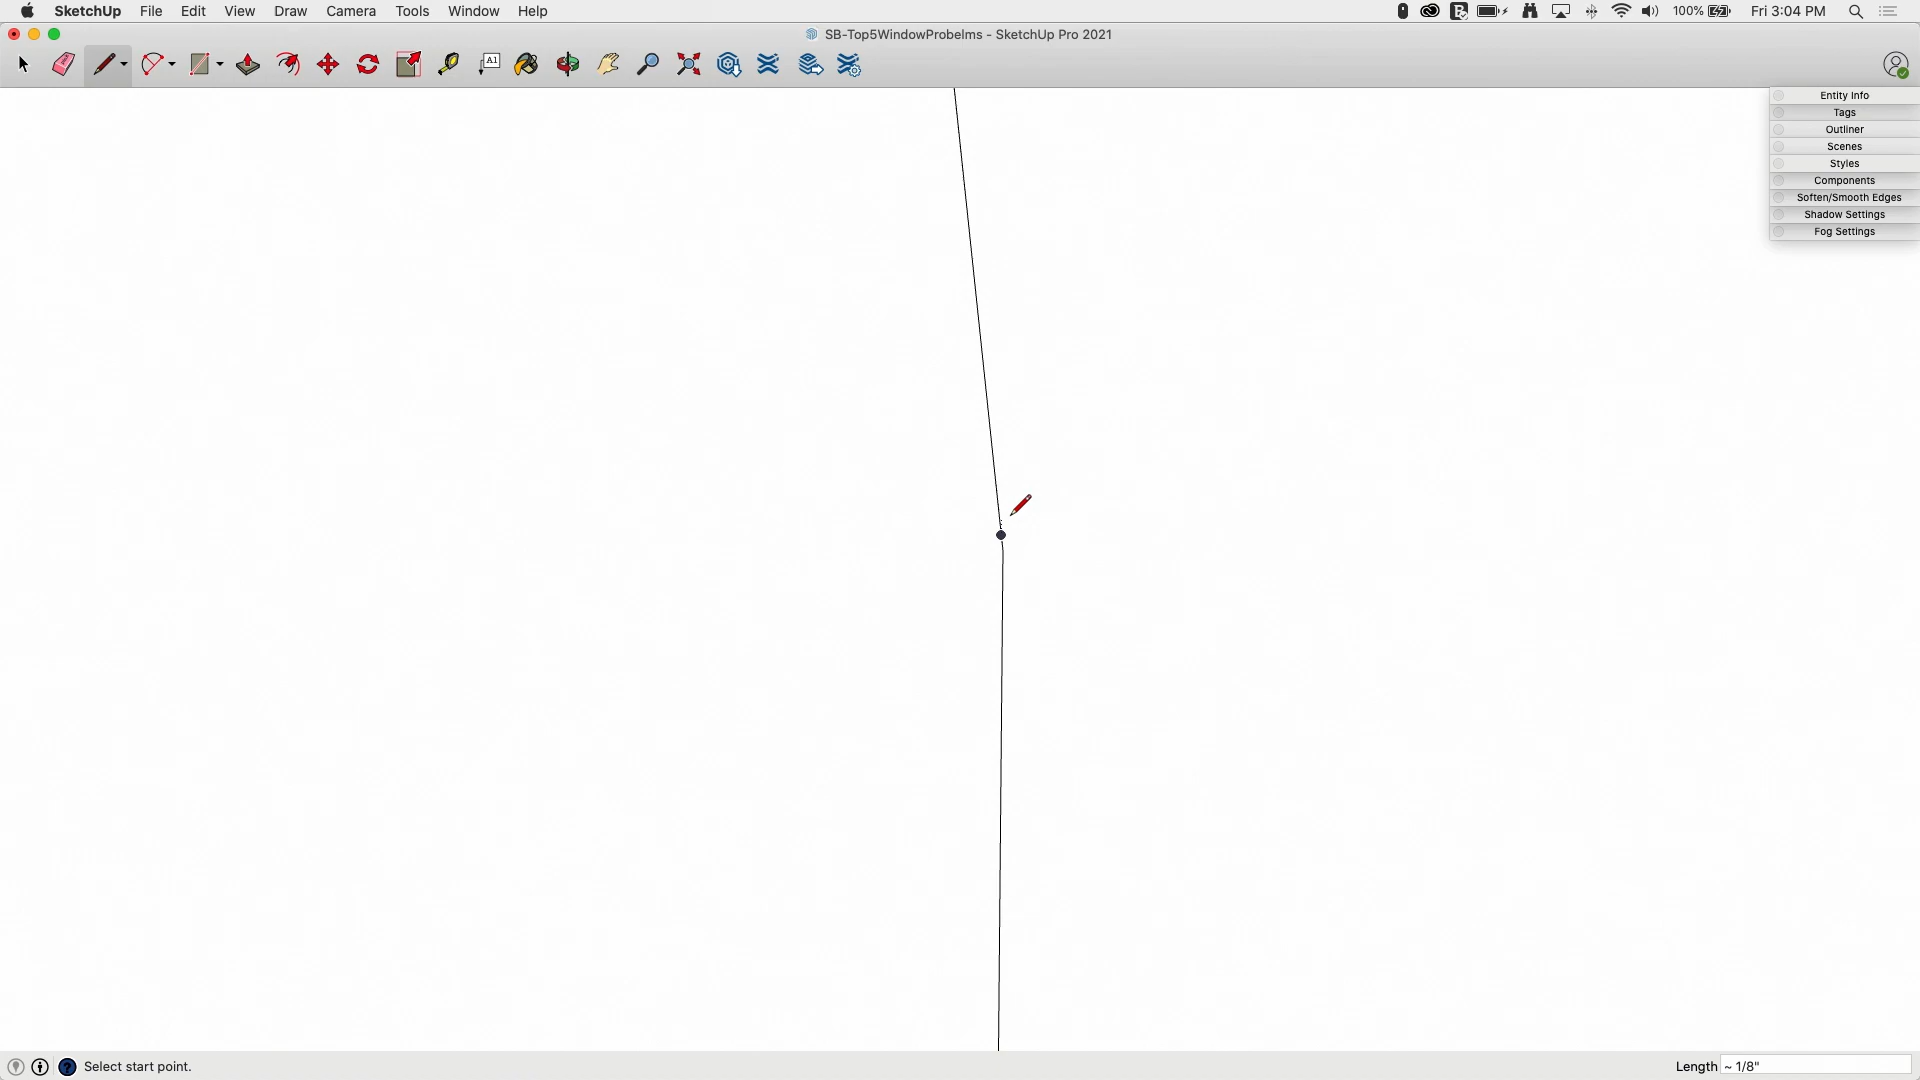 SketchUp File Edit View Draw Camera Tools Window Help 100% Fri 3:04 PM
SB-Top5WindowProbelms - SketchUp Pro 2021
A1
Entity Info
Tags
Outliner
Scenes
Styles
Components
Soften/Smooth Edges
Shadow Settings
Fog Settings
Select start point.
Length ~ 1/8"